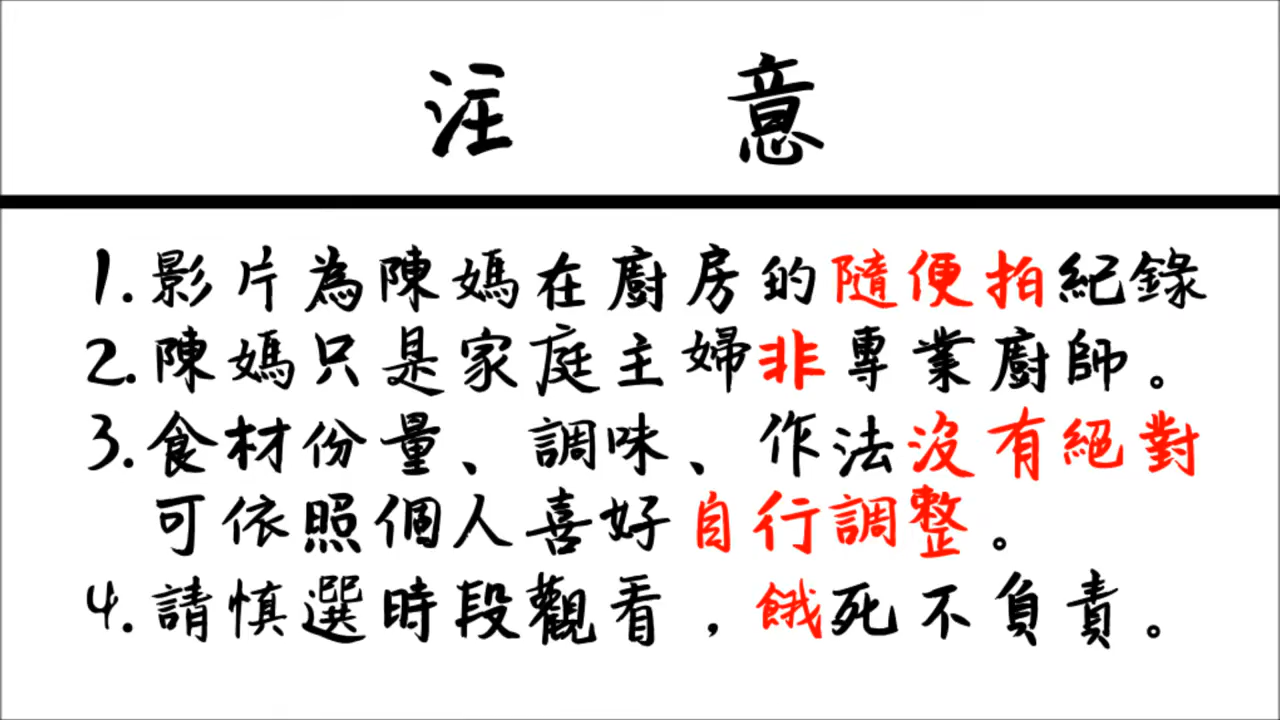 注意
1.影片為陳媽在廚房的隨便拍紀錄
2.陳媽只是家庭主婦非專業廚師。
3.食材份量、調味、作法沒有絕對
可依照個人喜好自行調整。
4.請慎選時段觀看,餓死不負責。